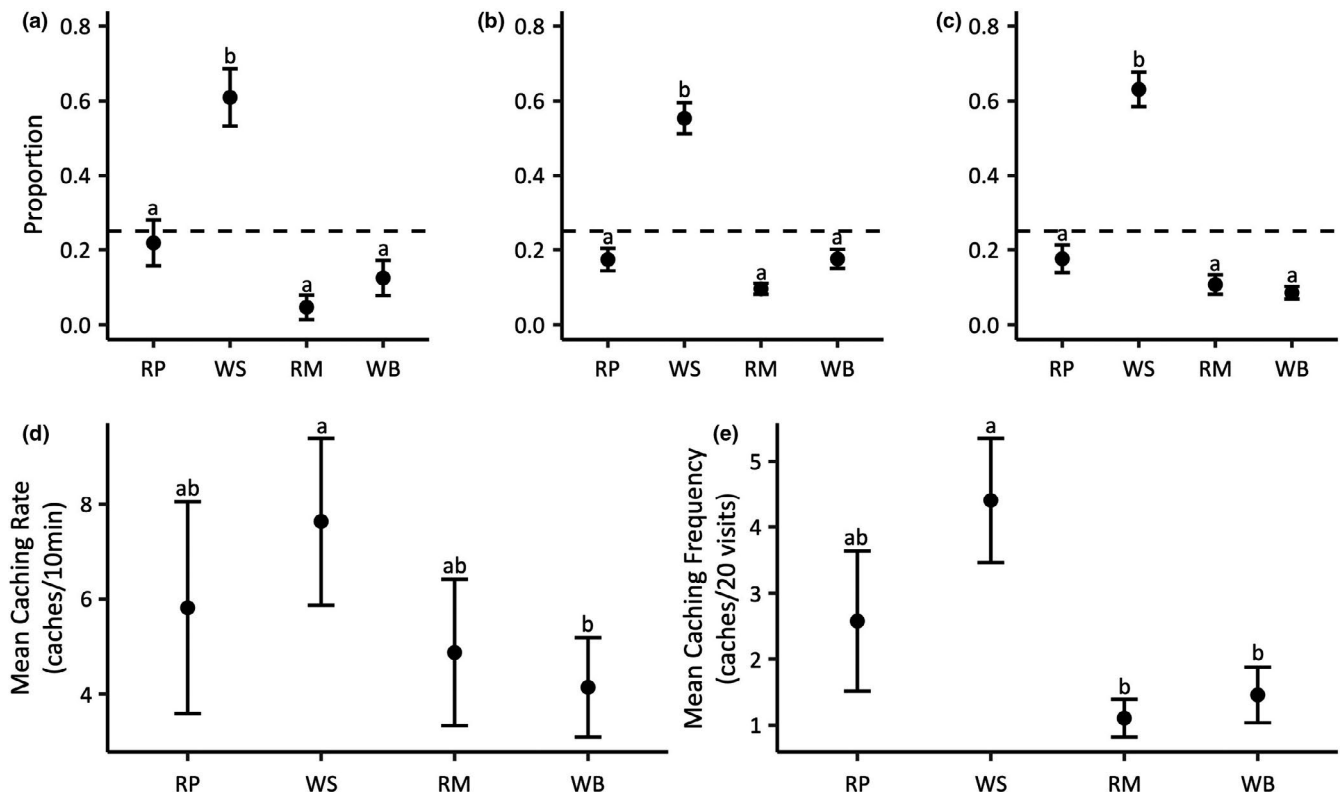 (a)
0.8
0.6
0.4
0.2
0.0
Proportion
a
b
a
a
RP WS RM WB
(b)
0.8
0.6
0.4
0.2
0.0
a
b
a
a
RP WS RM WB
(c)
0.8
0.6
0.4
0.2
0.0
a
b
a
a
RP WS RM WB
(d)
8
6
4
Mean Caching Rate
(caches/10min)
ab
a
ab
b
RP WS RM WB
(e)
5
4
3
2
1
Mean Caching Frequency
(caches/20 visits)
ab
a
b
b
RP WS RM WB